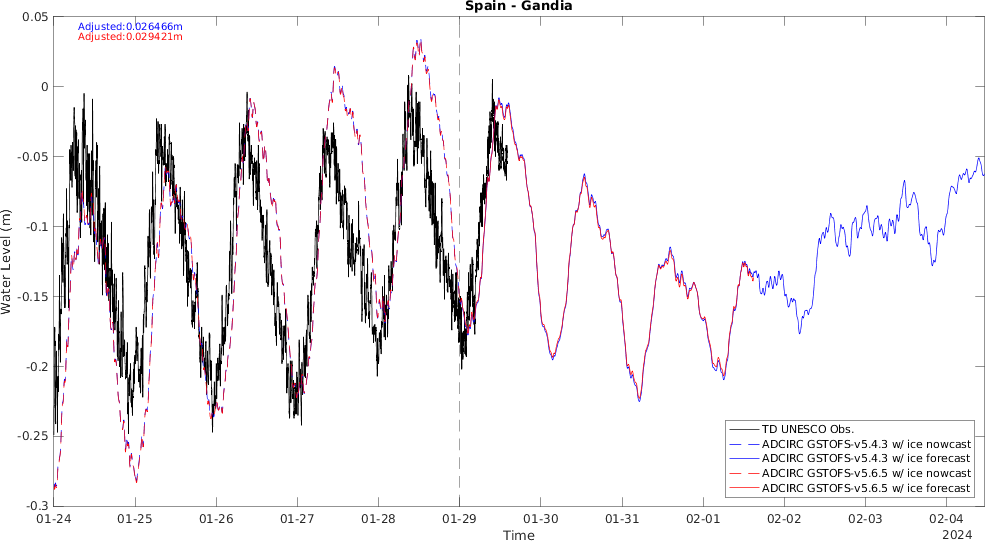 Spain - Gandia
Adjusted:0.026466m
Adjusted:0.029421m
0.05
0
-0.05
-0.1
-0.15
-0.2
-0.25
-0.3
Water Level (m)
TD UNESCO Obs.
ADCIRC GSTOFS-v5.4.3 w/ ice nowcast
ADCIRC GSTOFS-v5.4.3 w/ ice forecast
ADCIRC GSTOFS-v5.6.5 w/ ice nowcast
ADCIRC GSTOFS-v5.6.5 w/ ice forecast
01-24 01-25 01-26 01-27 01-28 01-29 01-30 01-31 02-01 02-02 02-03 02-04
Time
2024